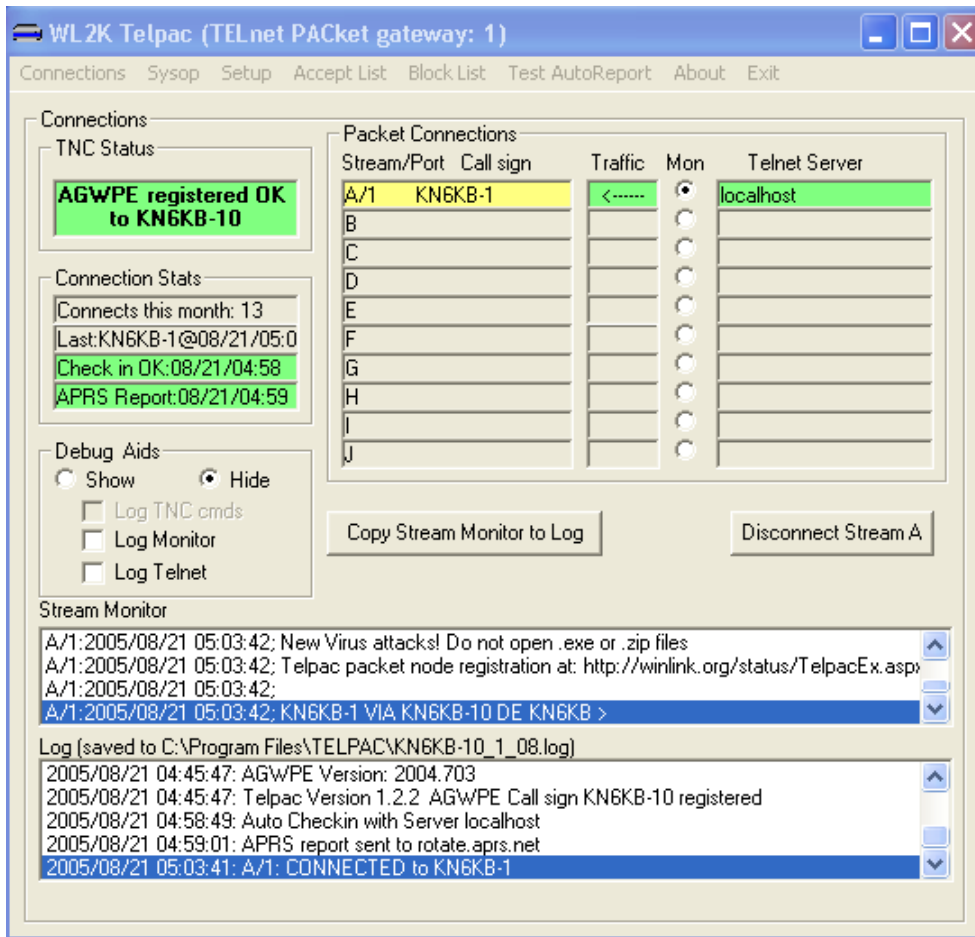 WL2K Telpac (TELnet PACket gateway: 1)
Connections Sysop Setup Accept List Block List Test AutoReport About Exit
Connections
TNC Status
AGWPE registered OK
to KN6KB-10
Connection Stats
Connects this month: 13
Last:KN6KB-1@08/21/05:0
Check in OK:08/21/04:58
APRS Report:08/21/04:59
Debug Aids
Show Hide
Log TNC cmds
Log Monitor
Log Telnet
Packet Connections
Stream/Port Call sign Traffic Mon Telnet Server
A/1 KN6KB-1 <------ localhost
B
C
D
E
F
G
H
I
J
Copy Stream Monitor to Log
Disconnect Stream A
Stream Monitor
A/1:2005/08/21 05:03:42; New Virus attacks! Do not open .exe or .zip files
A/1:2005/08/21 05:03:42; Telpac packet node registration at: http://winlink.org/status/TelpacEx.aspx
A/1:2005/08/21 05:03:42;
A/1:2005/08/21 05:03:42; KN6KB-1 VIA KN6KB-10 DE KN6KB >
Log (saved to C:\Program Files\TELPAC\KN6KB-10_1_08.log)
2005/08/21 04:45:47: AGWPE Version: 2004.703
2005/08/21 04:45:47: Telpac Version 1.2.2 AGWPE Call sign KN6KB-10 registered
2005/08/21 04:58:49: Auto Checkin with Server localhost
2005/08/21 04:59:01: APRS report sent to rotate.aprs.net
2005/08/21 05:03:41: A/1: CONNECTED to KN6KB-1